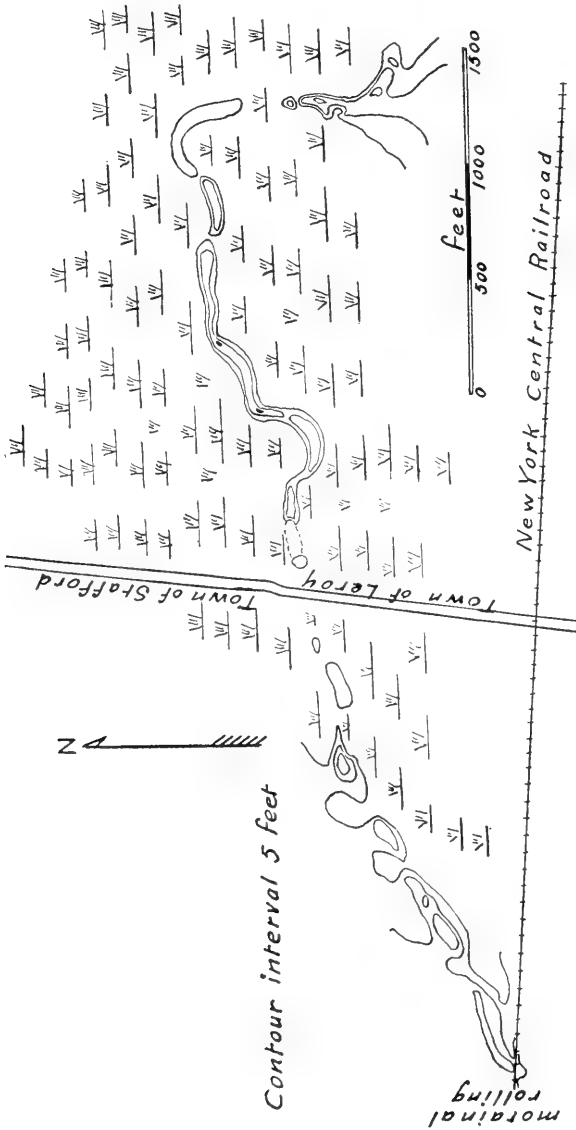 Town of Stafford
Town of Leroy
N
Contour interval 5 feet
feet
0 500 1000 1500
New York Central Railroad
morainal
rolling